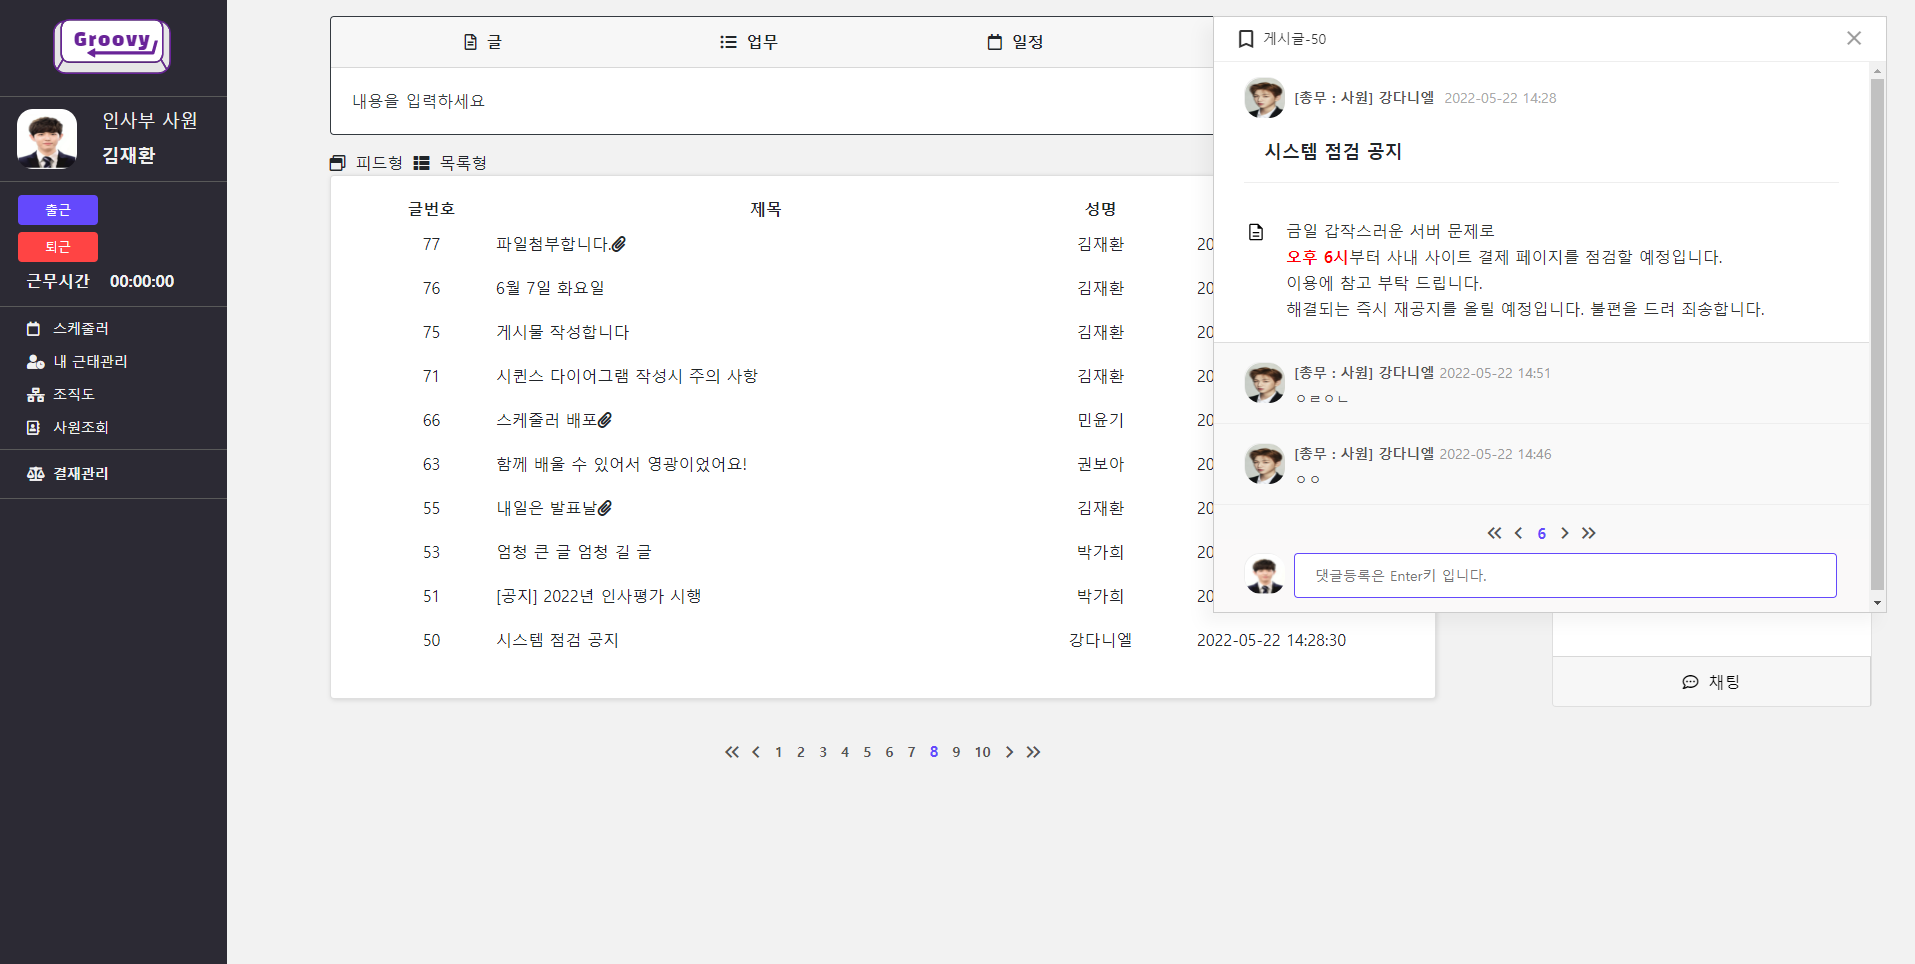 Groovy
인사부 사원
김재환
출근
퇴근
근무시간 00:00:00
스케줄러
내 근태관리
조직도
사원조회
결재관리
글 업무 일정
내용을 입력하세요
피드형 목록형
글번호 제목 성명
77 파일첨부합니다. 김재환 20
76 6월 7일 화요일 김재환 20
75 게시물 작성합니다 김재환 20
71 시퀀스 다이어그램 작성시 주의 사항 김재환 20
66 스케줄러 배포 민윤기 20
63 함께 배울 수 있어서 영광이었어요! 권보아 20
55 내일은 발표날 김재환 20
53 엄청 큰 글 엄청 길 글 박가희 20
51 [공지] 2022년 인사평가 시행 박가희 20
50 시스템 점검 공지 강다니엘 2022-05-22 14:28:30
1 2 3 4 5 6 7 8 9 10
게시글-50
[총무 : 사원] 강다니엘 2022-05-22 14:28
시스템 점검 공지
금일 갑작스러운 서버 문제로
오후 6시부터 사내 사이트 결제 페이지를 점검할 예정입니다.
이용에 참고 부탁 드립니다.
해결되는 즉시 재공지를 올릴 예정입니다. 불편을 드려 죄송합니다.
[총무 : 사원] 강다니엘 2022-05-22 14:51
ㅇㄹㅇㄴ
[총무 : 사원] 강다니엘 2022-05-22 14:46
ㅇㅇ
6
댓글등록은 Enter키 입니다.
채팅